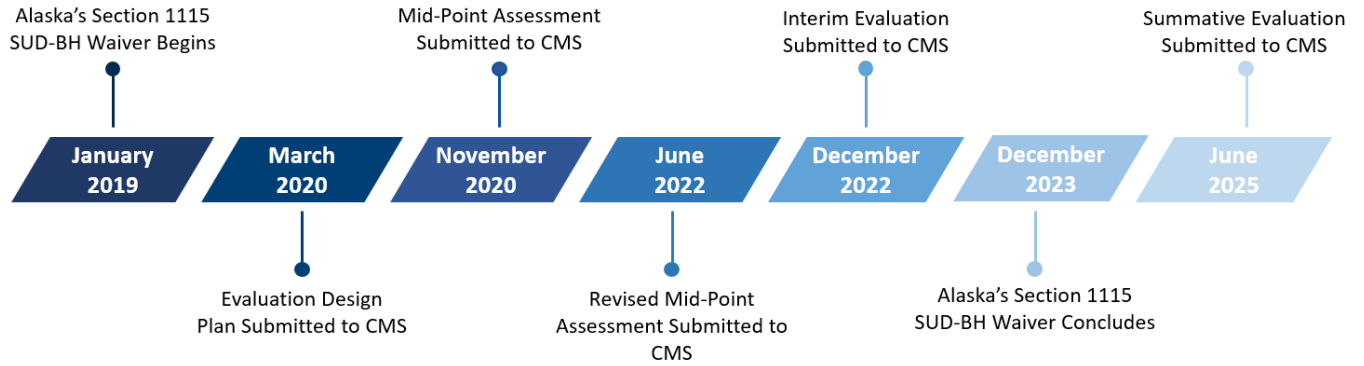 Alaska's Section 1115
SUD-BH Waiver Begins
January
2019
March
2020
Evaluation Design
Plan Submitted to CMS
Mid-Point Assessment
Submitted to CMS
November
2020
June
2022
Revised Mid-Point
Assessment Submitted to
CMS
Interim Evaluation
Submitted to CMS
December
2022
December
2023
Alaska's Section 1115
SUD-BH Waiver Concludes
Summative Evaluation
Submitted to CMS
June
2025